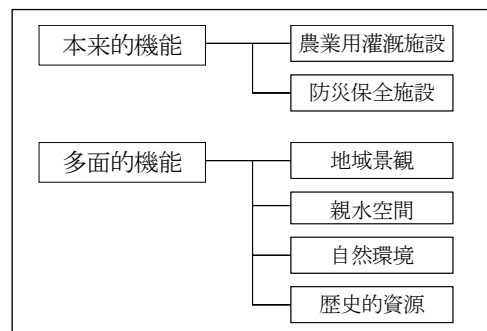 本来的機能
農業用灌漑施設
防災保全施設
多面的機能
地域景観
親水空間
自然環境
歴史的資源